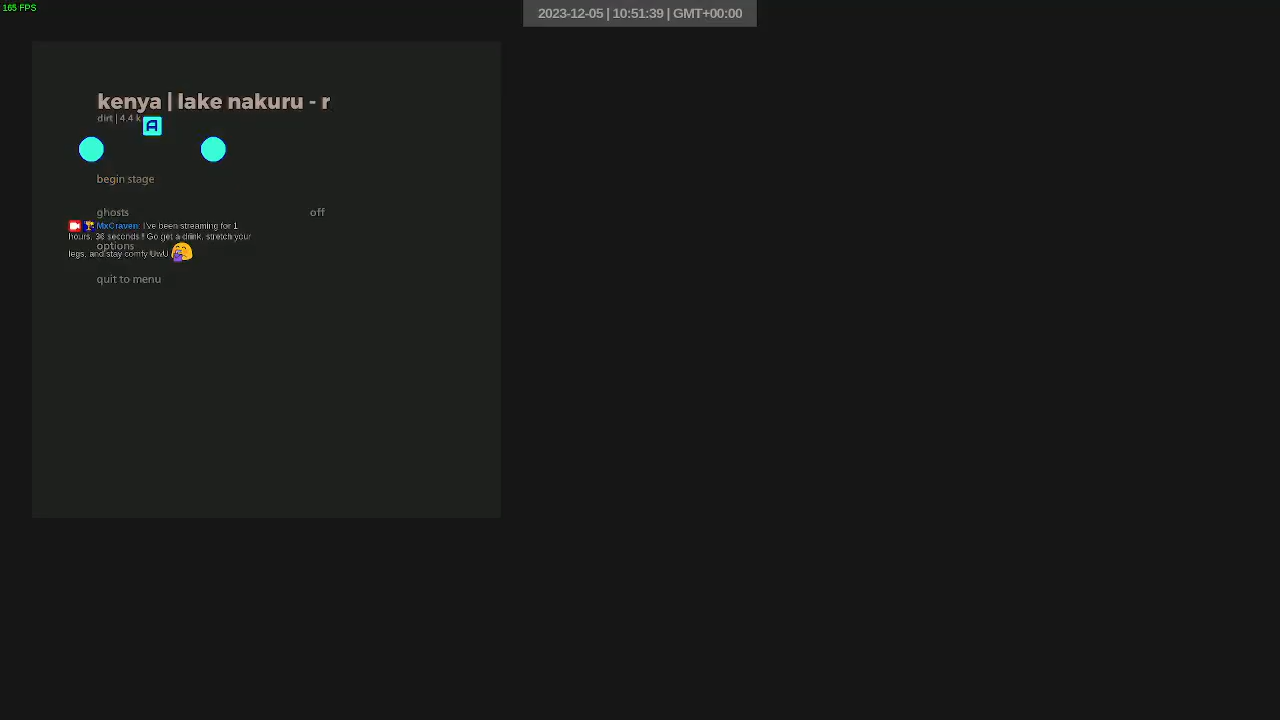 165 FPS
2023-12-05 | 10:51:39 | GMT+00:00
kenya | lake nakuru - r
dirt | 4.4 k
A
begin stage
ghosts off
MxCraven: I've been streaming for 1
hours, 36 seconds !! Go get a drink, stretch your
options
legs, and stay comfy UwU
quit to menu